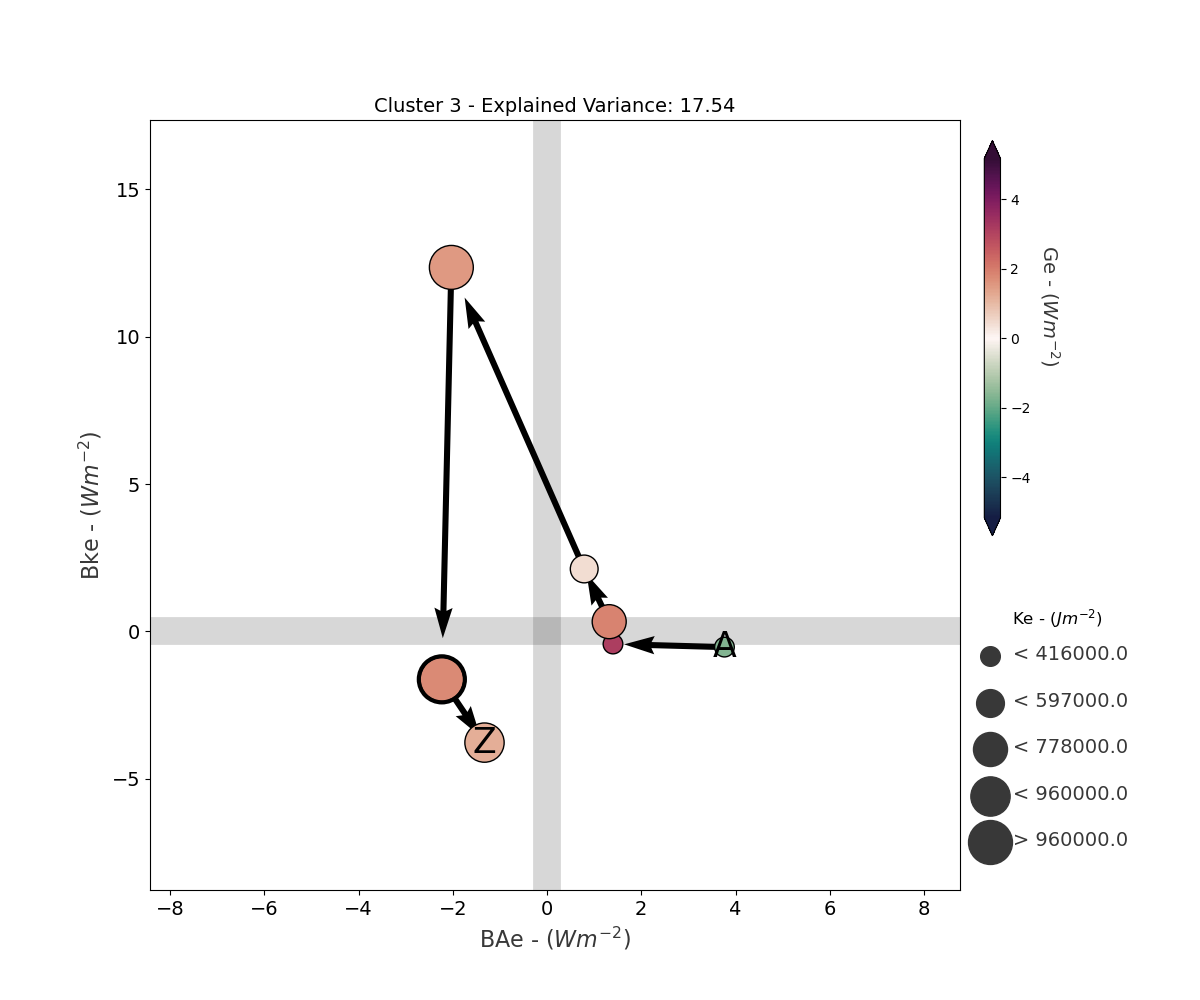 Cluster 3 - Explained Variance: 17.54
Bke - (Wm⁻²)
15
10
5
0
−5
A
Z
−8 −6 −4 −2 0 2 4 6 8
BAe - (Wm⁻²)
4
2
0
−2
−4
Ge - (Wm⁻²)
Ke - (Jm⁻²)
< 416000.0
< 597000.0
< 778000.0
< 960000.0
> 960000.0